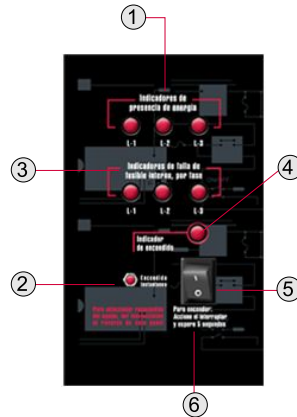 1
Indicadores de
presencia de energía
L-1 L-2 L-3
3
Indicadores de falla de
fusible interno, por fase
L-1 L-2 L-3
4
Indicador
de encendido
2
Encendido
instantáneo
5
Para encender:
Accione el interruptor
y espere 5 segundos
6